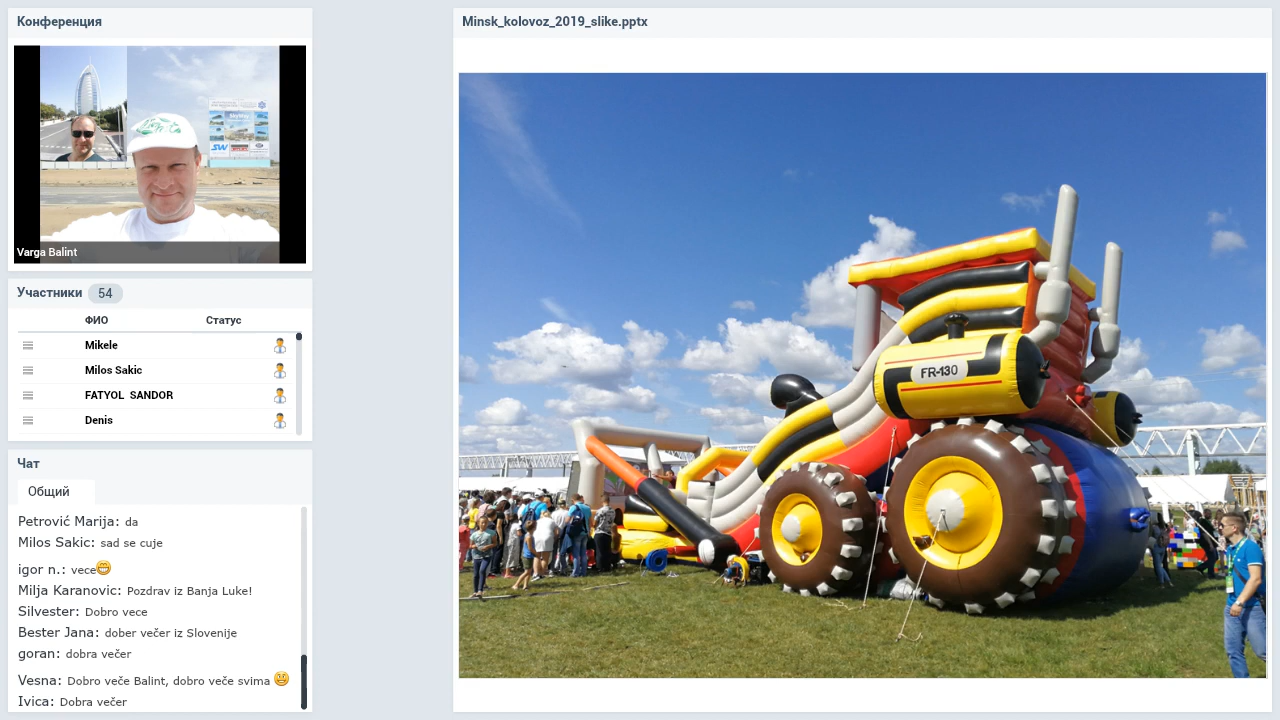 Конференция
SkyWay
SW
Varga Balint
Участники 54
ФИО Статус
Mikele
Milos Sakic
FATYOL SANDOR
Denis
Чат
Общий
Petrović Marija: da
Milos Sakic: sad se cuje
igor n.: vece
Milja Karanovic: Pozdrav iz Banja Luke!
Silvester: Dobro vece
Bester Jana: dober večer iz Slovenije
goran: dobra večer
Vesna: Dobro veče Balint, dobro veče svima
Ivica: Dobra večer
Minsk_kolovoz_2019_slike.pptx
FR-130